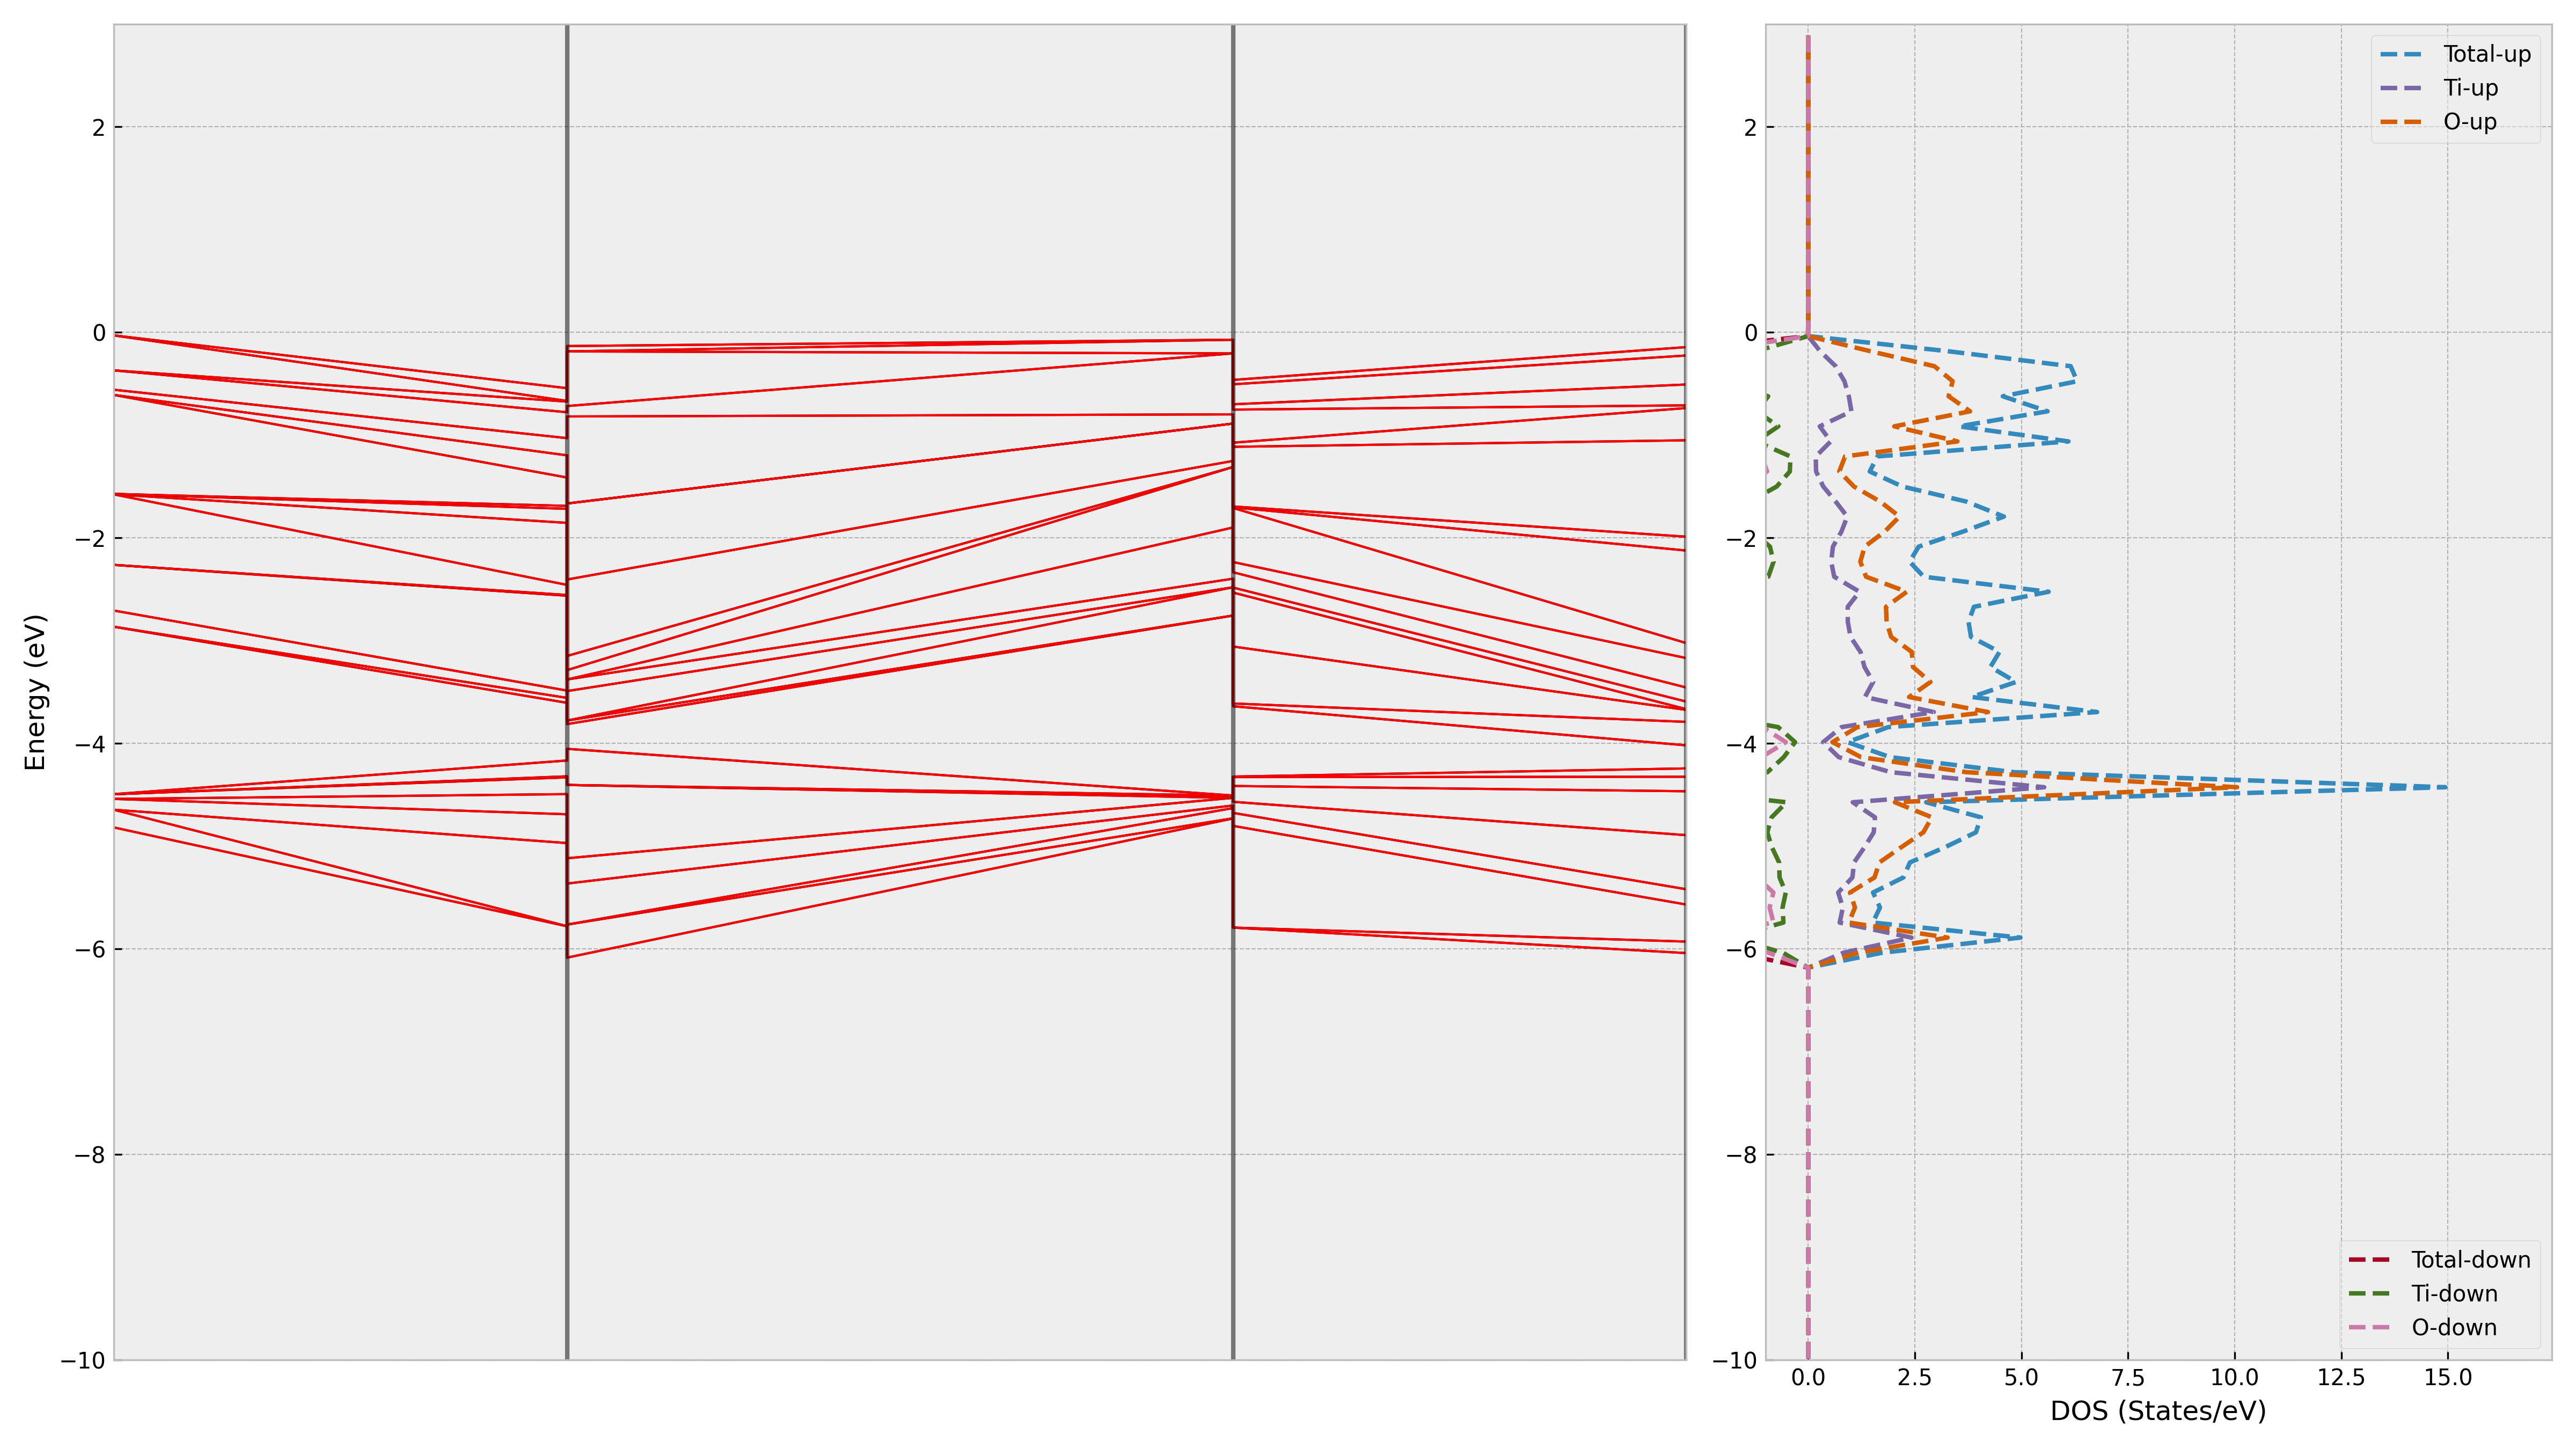 Energy (eV)
2
0
−2
−4
−6
−8
−10
2
0
−2
−4
−6
−8
−10
Total-up
Ti-up
O-up
Total-down
Ti-down
O-down
0.0 2.5 5.0 7.5 10.0 12.5 15.0
DOS (States/eV)